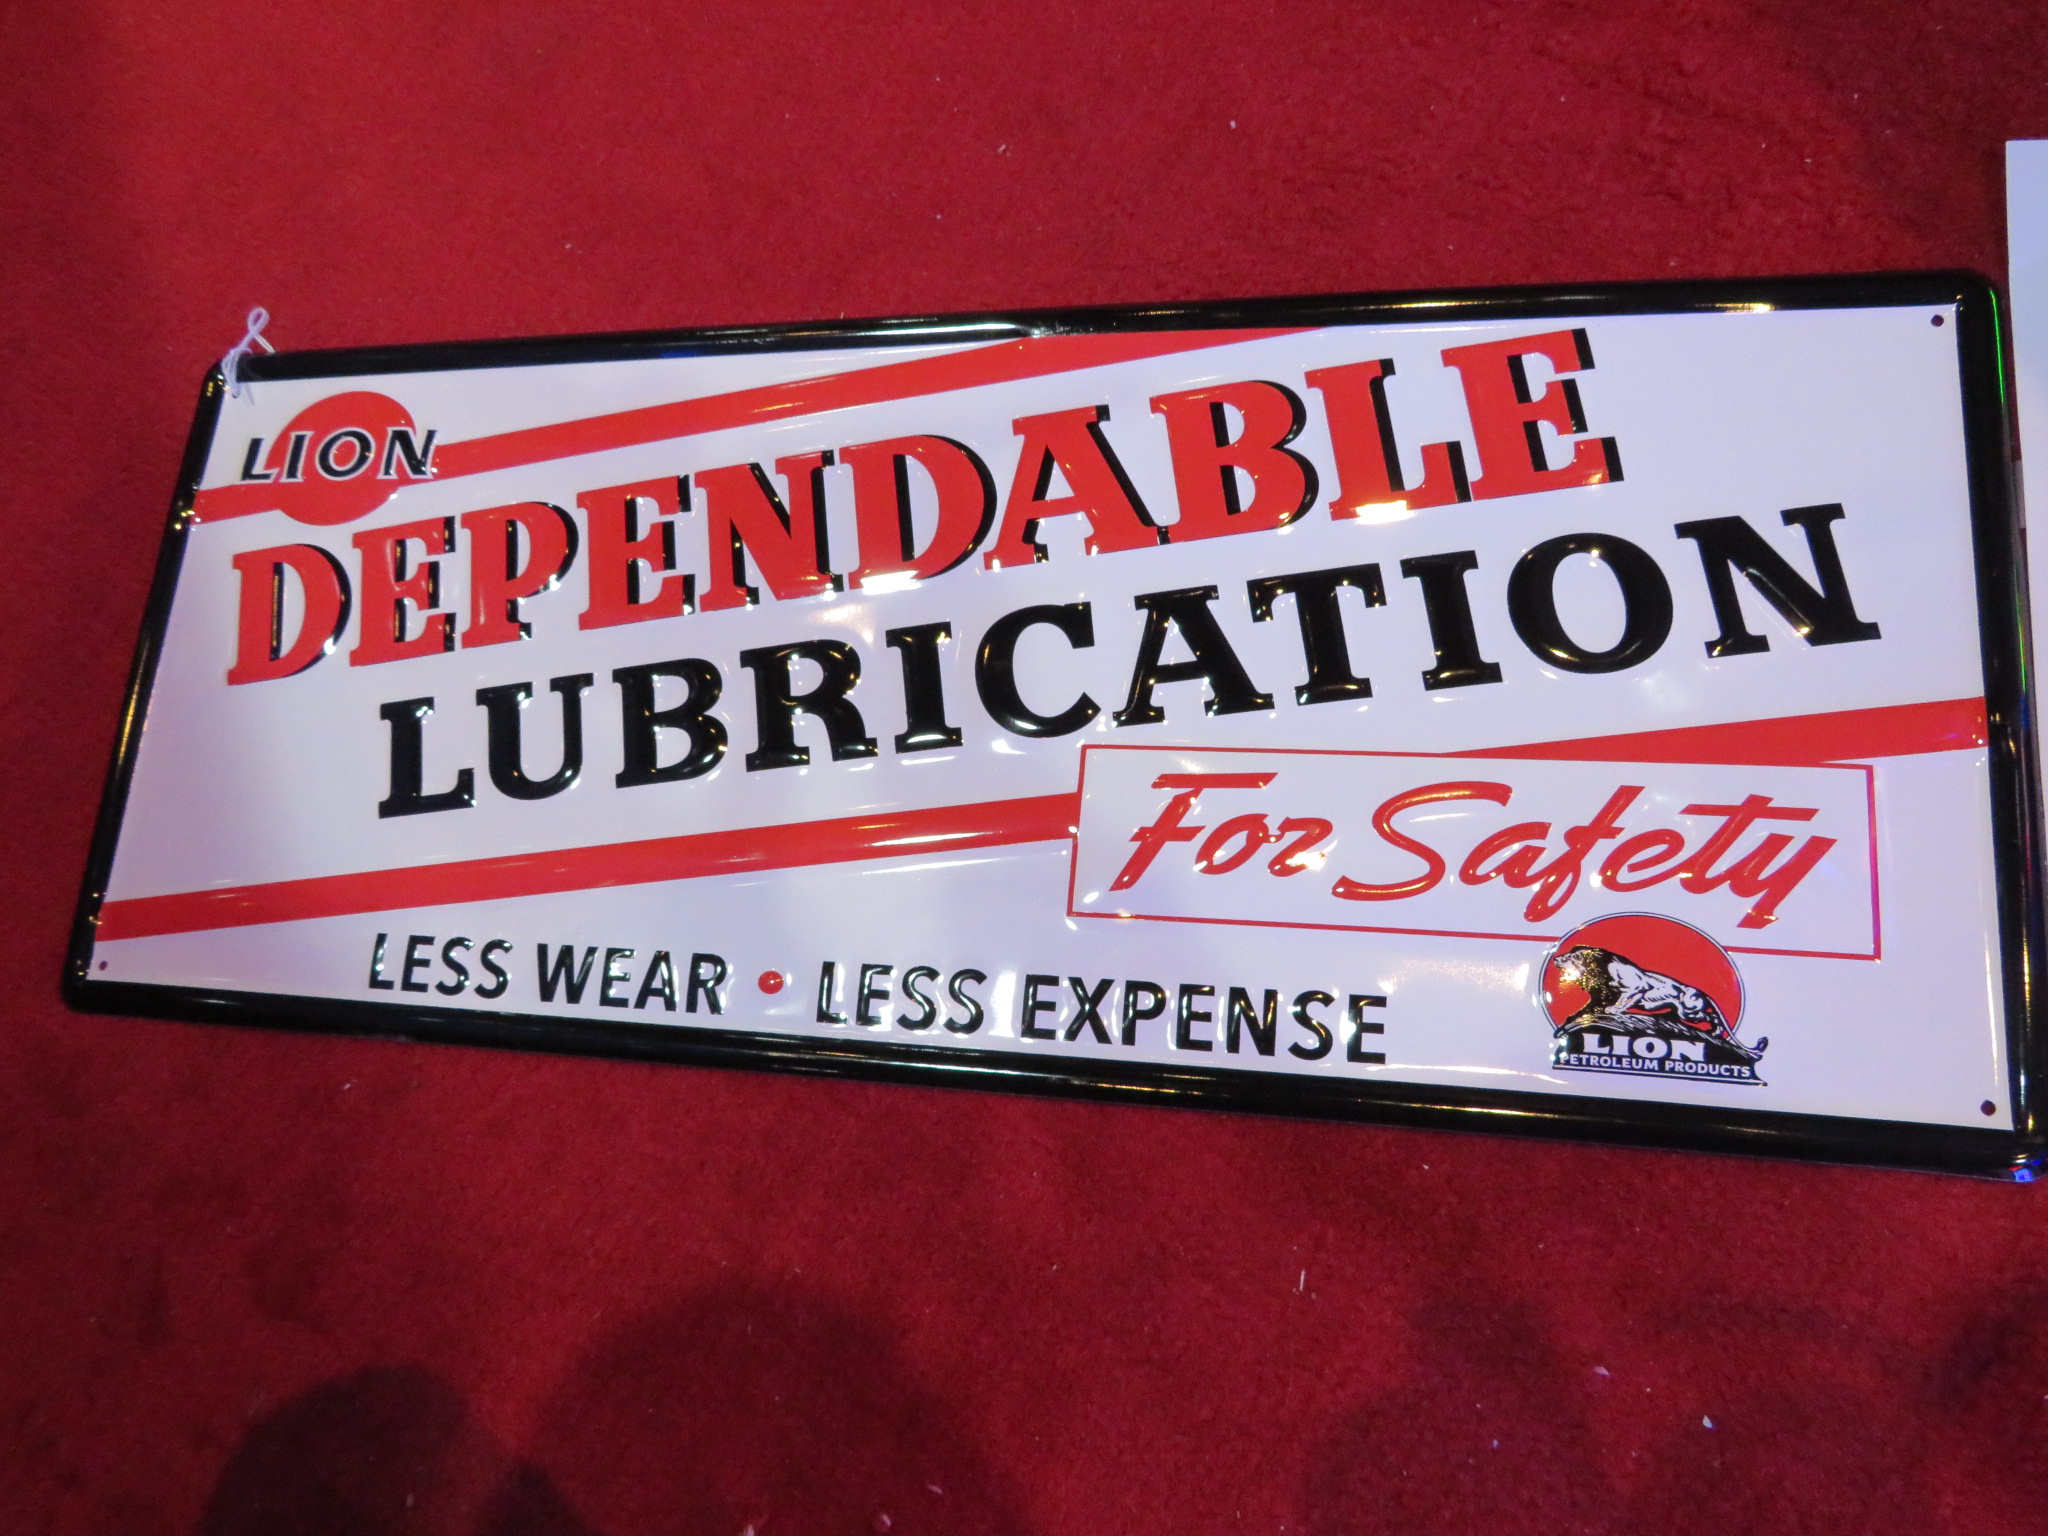 LION
DEPENDABLE
LUBRICATION
For Safety
LESS WEAR • LESS EXPENSE
LION
PETROLEUM PRODUCTS